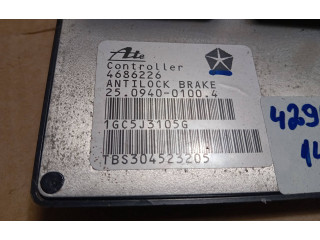 Ate
Controller
4686226
ANTILOCK BRAKE
25.0940-0100.4
1GC5J3105G
TBS304523205
429
14